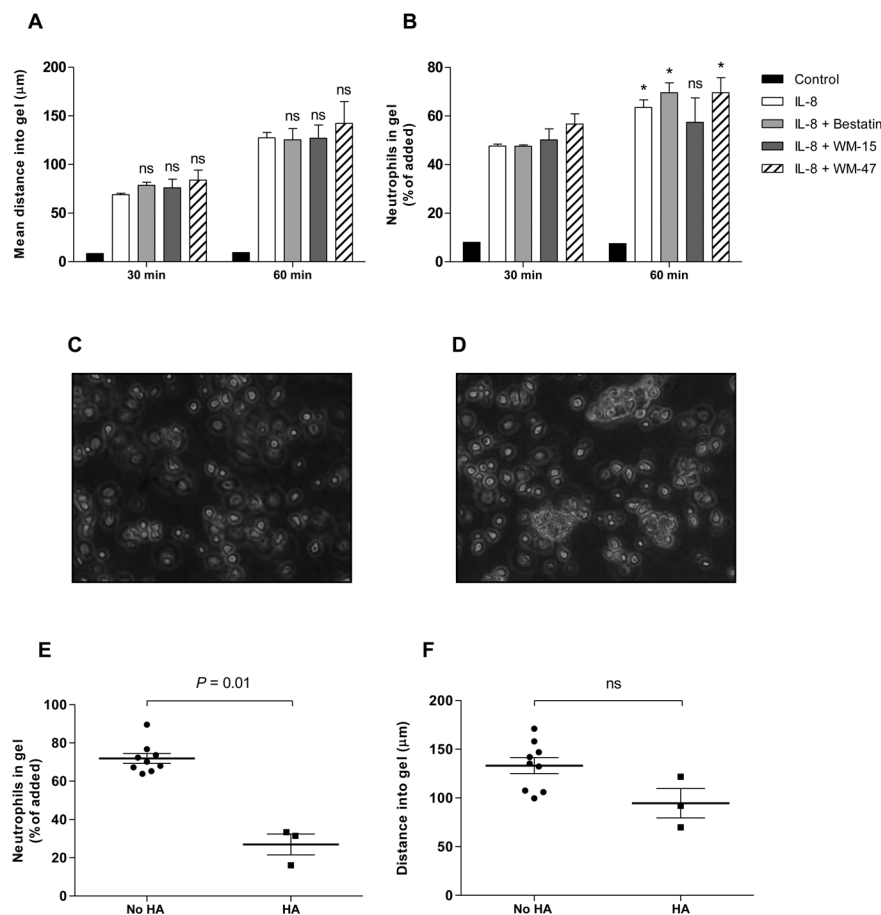 A
Mean distance into gel (μm)
200
150
100
50
0
ns
ns
ns
ns
ns
ns
ns
30 min
60 min
B
Neutrophils in gel
(% of added)
80
60
40
20
0
*
*
ns
*
30 min
60 min
Control
IL-8
IL-8 + Bestatin
IL-8 + WM-15
IL-8 + WM-47
C
D
E
Neutrophils in gel
(% of added)
100
80
60
40
20
0
P = 0.01
No HA
HA
F
Distance into gel (μm)
200
150
100
50
0
ns
No HA
HA